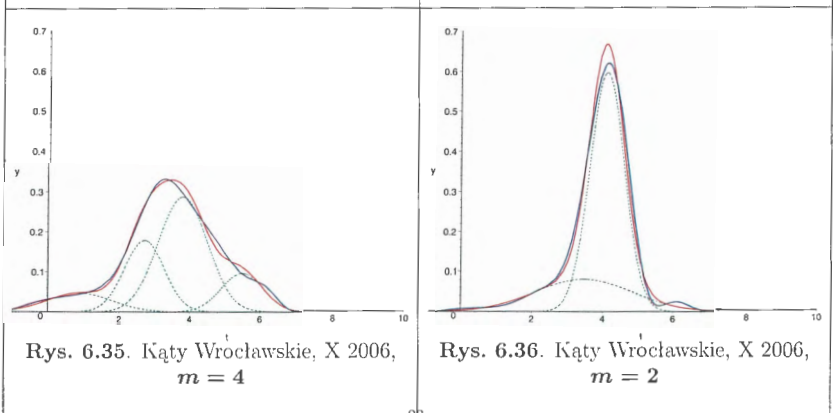 0.7
0.6
0.5
0.4
y
0.3
0.2
0.1
0 2 4 6 8 10
t
Rys. 6.35. Kąty Wrocławskie, X 2006,
m = 4
0.7
0.6
0.5
0.4
y
0.3
0.2
0.1
0 2 4 6 8 10
t
Rys. 6.36. Kąty Wrocławskie, X 2006,
m = 2